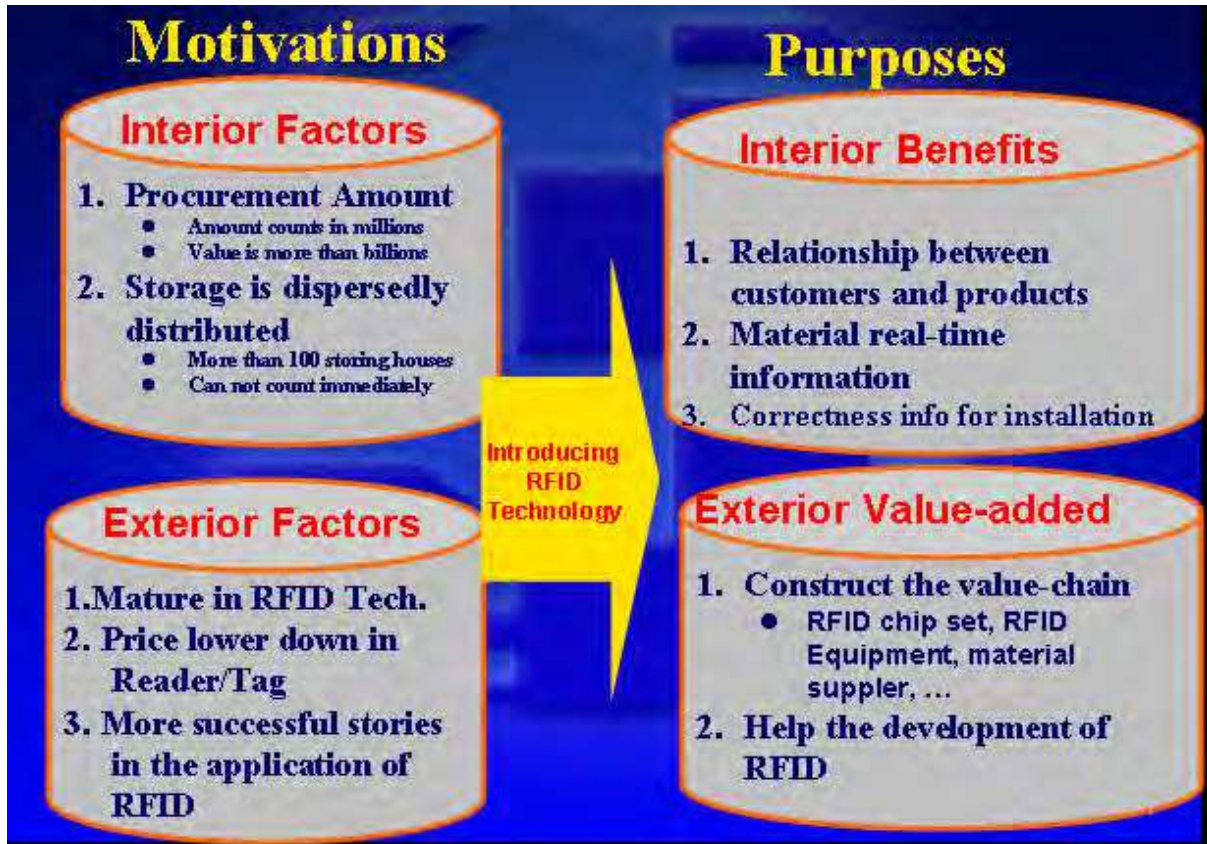 Motivations
Interior Factors
1. Procurement Amount
● Amount counts in millions
● Value is more than billions
2. Storage is dispersedly
distributed
● More than 100 storing houses
● Can not count immediately
Exterior Factors
1.Mature in RFID Tech.
2. Price lower down in
Reader/Tag
3. More successful stories
in the application of
RFID
Introducing
RFID
Technology
Purposes
Interior Benefits
1. Relationship between
customers and products
2. Material real-time
information
3. Correctness info for installation
Exterior Value-added
1. Construct the value-chain
● RFID chip set, RFID
Equipment, material
suppler, ...
2. Help the development of
RFID